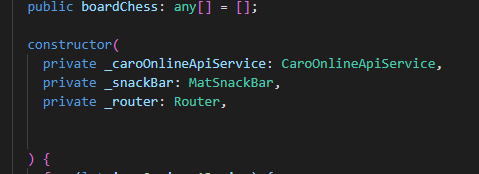 public boardChess: any[] = [];
constructor(
private _caroOnlineApiService: CaroOnlineApiService,
private _snackBar: MatSnackBar,
private _router: Router,
) {